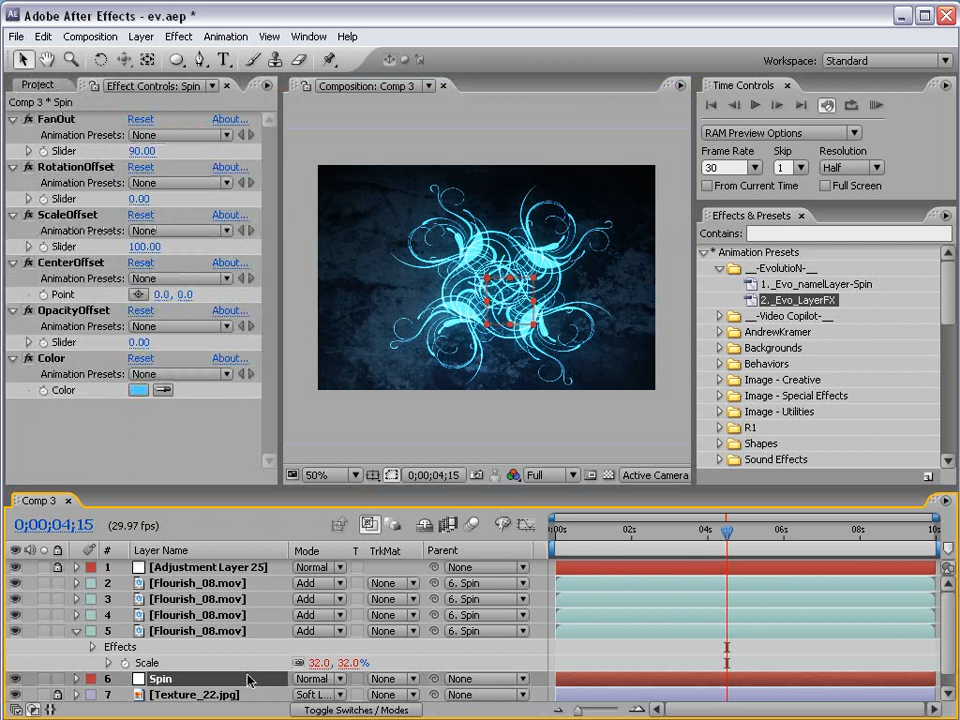 AE Adobe After Effects - ev.aep *
File Edit Composition Layer Effect Animation View Window Help
Workspace: Standard
Project Effect Controls: Spin
Comp 3 * Spin
FanOut Reset About...
Animation Presets: None
Slider 90.00
RotationOffset Reset About...
Animation Presets: None
Slider 0.00
ScaleOffset Reset About...
Animation Presets: None
Slider 100.00
CenterOffset Reset About...
Animation Presets: None
Point 0.0, 0.0
OpacityOffset Reset About...
Animation Presets: None
Slider 0.00
Color Reset About...
Animation Presets: None
Color
Composition: Comp 3
50% 0;00;04;15 Full Active Camera
Time Controls
RAM Preview Options
Frame Rate Skip Resolution
30 1 Half
From Current Time Full Screen
Effects & Presets
Contains:
* Animation Presets
__-EvolutioN-__
1._Evo_namelLayer-Spin
2._Evo_LayerFX
__-Video Copilot-__
AndrewKramer
Backgrounds
Behaviors
Image - Creative
Image - Special Effects
Image - Utilities
R1
Shapes
Sound Effects
Comp 3
0;00;04;15 (29.97 fps)
:00s 02s 04s 06s 08s 10s
# Layer Name Mode T TrkMat Parent
1 [Adjustment Layer 25] Normal None
2 [Flourish_08.mov] Add None 6. Spin
3 [Flourish_08.mov] Add None 6. Spin
4 [Flourish_08.mov] Add None 6. Spin
5 [Flourish_08.mov] Add None 6. Spin
Effects
Scale 32.0, 32.0%
6 Spin Normal None None
7 [Texture_22.jpg] Soft L... None None
Toggle Switches / Modes